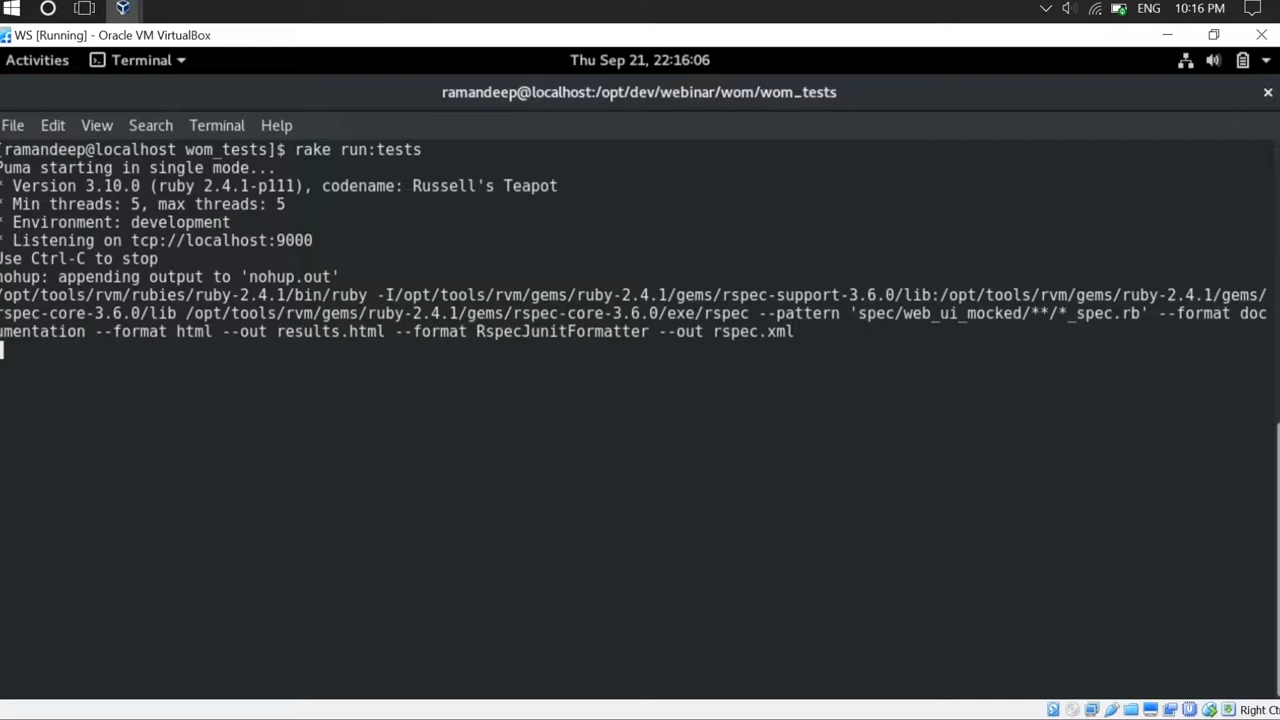 ENG 10:16 PM
WS [Running] - Oracle VM VirtualBox
Activities Terminal Thu Sep 21, 22:16:06
ramandeep@localhost:/opt/dev/webinar/wom/wom_tests
File Edit View Search Terminal Help
[ramandeep@localhost wom_tests]$ rake run:tests
Puma starting in single mode...
* Version 3.10.0 (ruby 2.4.1-p111), codename: Russell's Teapot
* Min threads: 5, max threads: 5
* Environment: development
* Listening on tcp://localhost:9000
Use Ctrl-C to stop
nohup: appending output to 'nohup.out'
/opt/tools/rvm/rubies/ruby-2.4.1/bin/ruby -I/opt/tools/rvm/gems/ruby-2.4.1/gems/rspec-support-3.6.0/lib:/opt/tools/rvm/gems/ruby-2.4.1/gems/
rspec-core-3.6.0/lib /opt/tools/rvm/gems/ruby-2.4.1/gems/rspec-core-3.6.0/exe/rspec --pattern 'spec/web_ui_mocked/**/*_spec.rb' --format doc
umentation --format html --out results.html --format RspecJunitFormatter --out rspec.xml
Right Ct